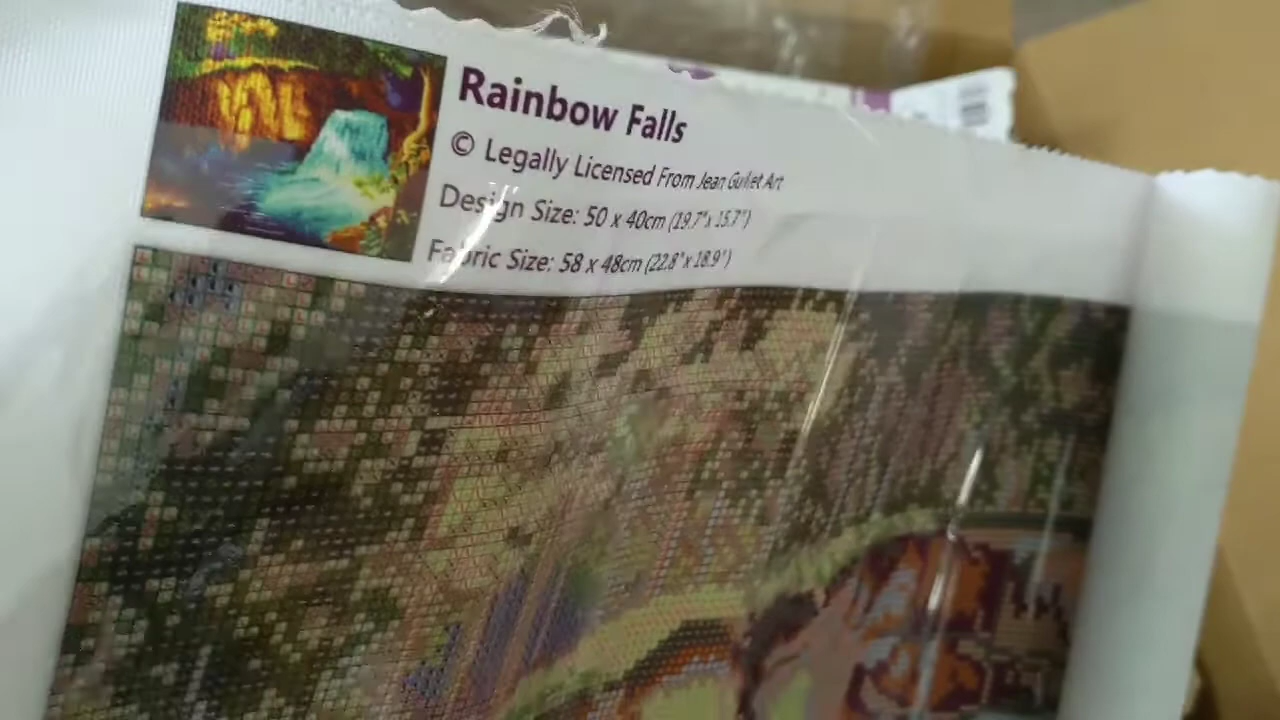 Rainbow Falls
© Legally Licensed From Jean Guilet Art
Design Size: 50 x 40cm (19.7"x 15.7")
Fabric Size: 58 x 48cm (22.8"x 18.9")